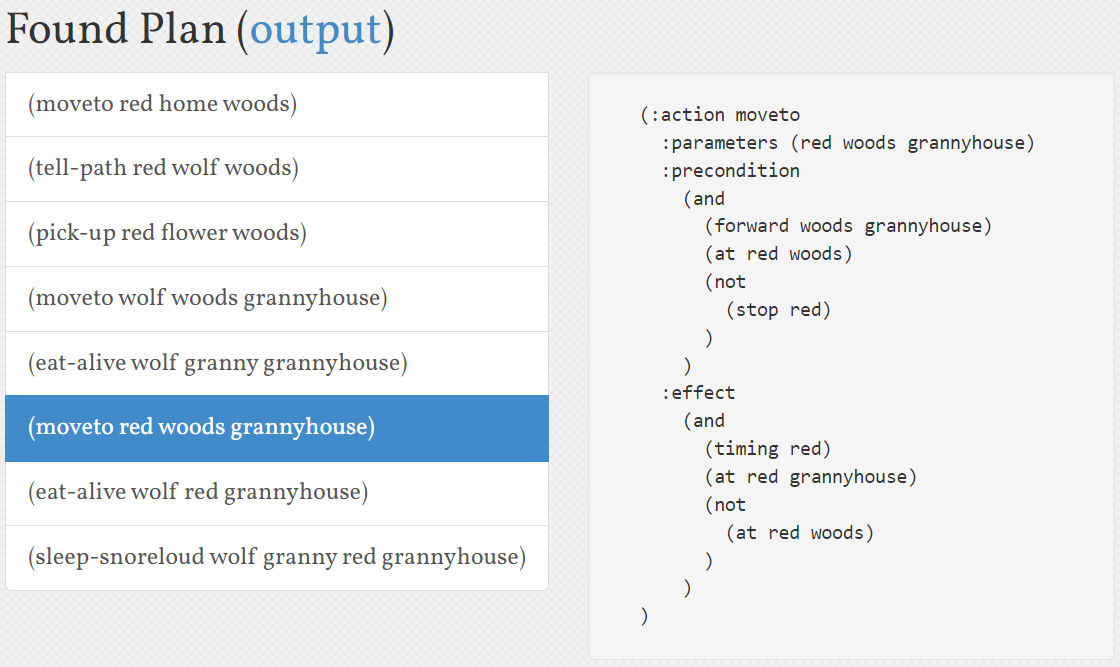 Found Plan (output)
(moveto red home woods)
(tell-path red wolf woods)
(pick-up red flower woods)
(moveto wolf woods grannyhouse)
(eat-alive wolf granny grannyhouse)
(moveto red woods grannyhouse)
(eat-alive wolf red grannyhouse)
(sleep-snoreloud wolf granny red grannyhouse)
(:action moveto
:parameters (red woods grannyhouse)
:precondition
(and
(forward woods grannyhouse)
(at red woods)
(not
(stop red)
)
)
:effect
(and
(timing red)
(at red grannyhouse)
(not
(at red woods)
)
)
)